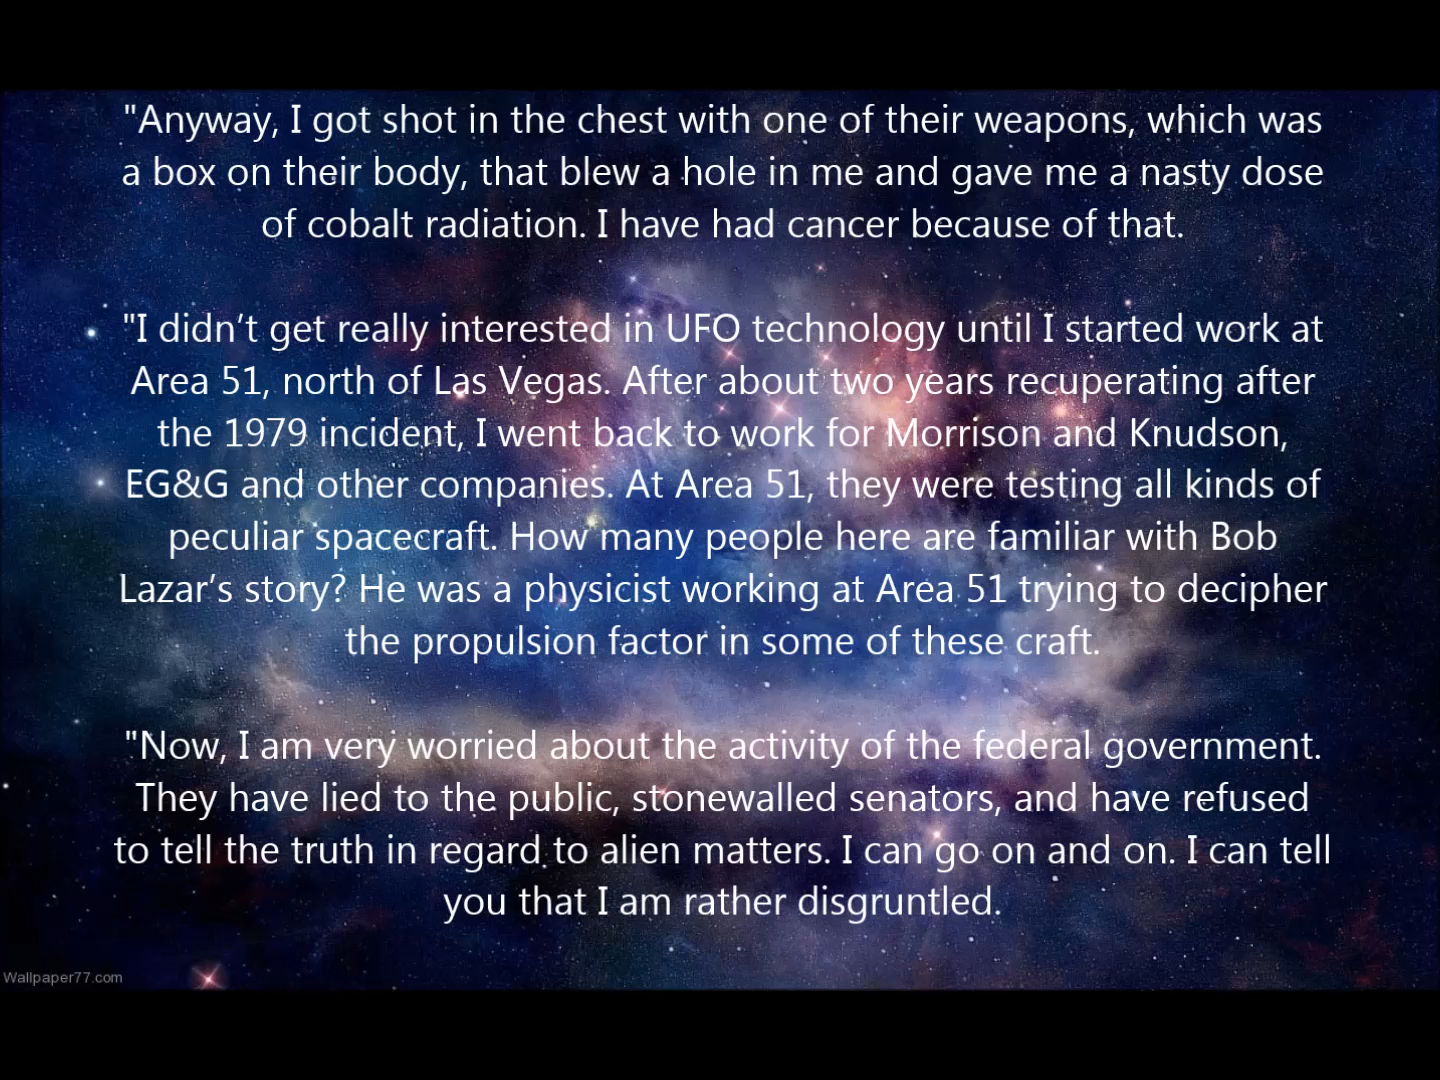 "Anyway, I got shot in the chest with one of their weapons, which was
a box on their body, that blew a hole in me and gave me a nasty dose
of cobalt radiation. I have had cancer because of that.
"I didn’t get really interested in UFO technology until I started work at
Area 51, north of Las Vegas. After about two years recuperating after
the 1979 incident, I went back to work for Morrison and Knudson,
EG&G and other companies. At Area 51, they were testing all kinds of
peculiar spacecraft. How many people here are familiar with Bob
Lazar’s story? He was a physicist working at Area 51 trying to decipher
the propulsion factor in some of these craft.
"Now, I am very worried about the activity of the federal government.
They have lied to the public, stonewalled senators, and have refused
to tell the truth in regard to alien matters. I can go on and on. I can tell
you that I am rather disgruntled.
Wallpaper77.com